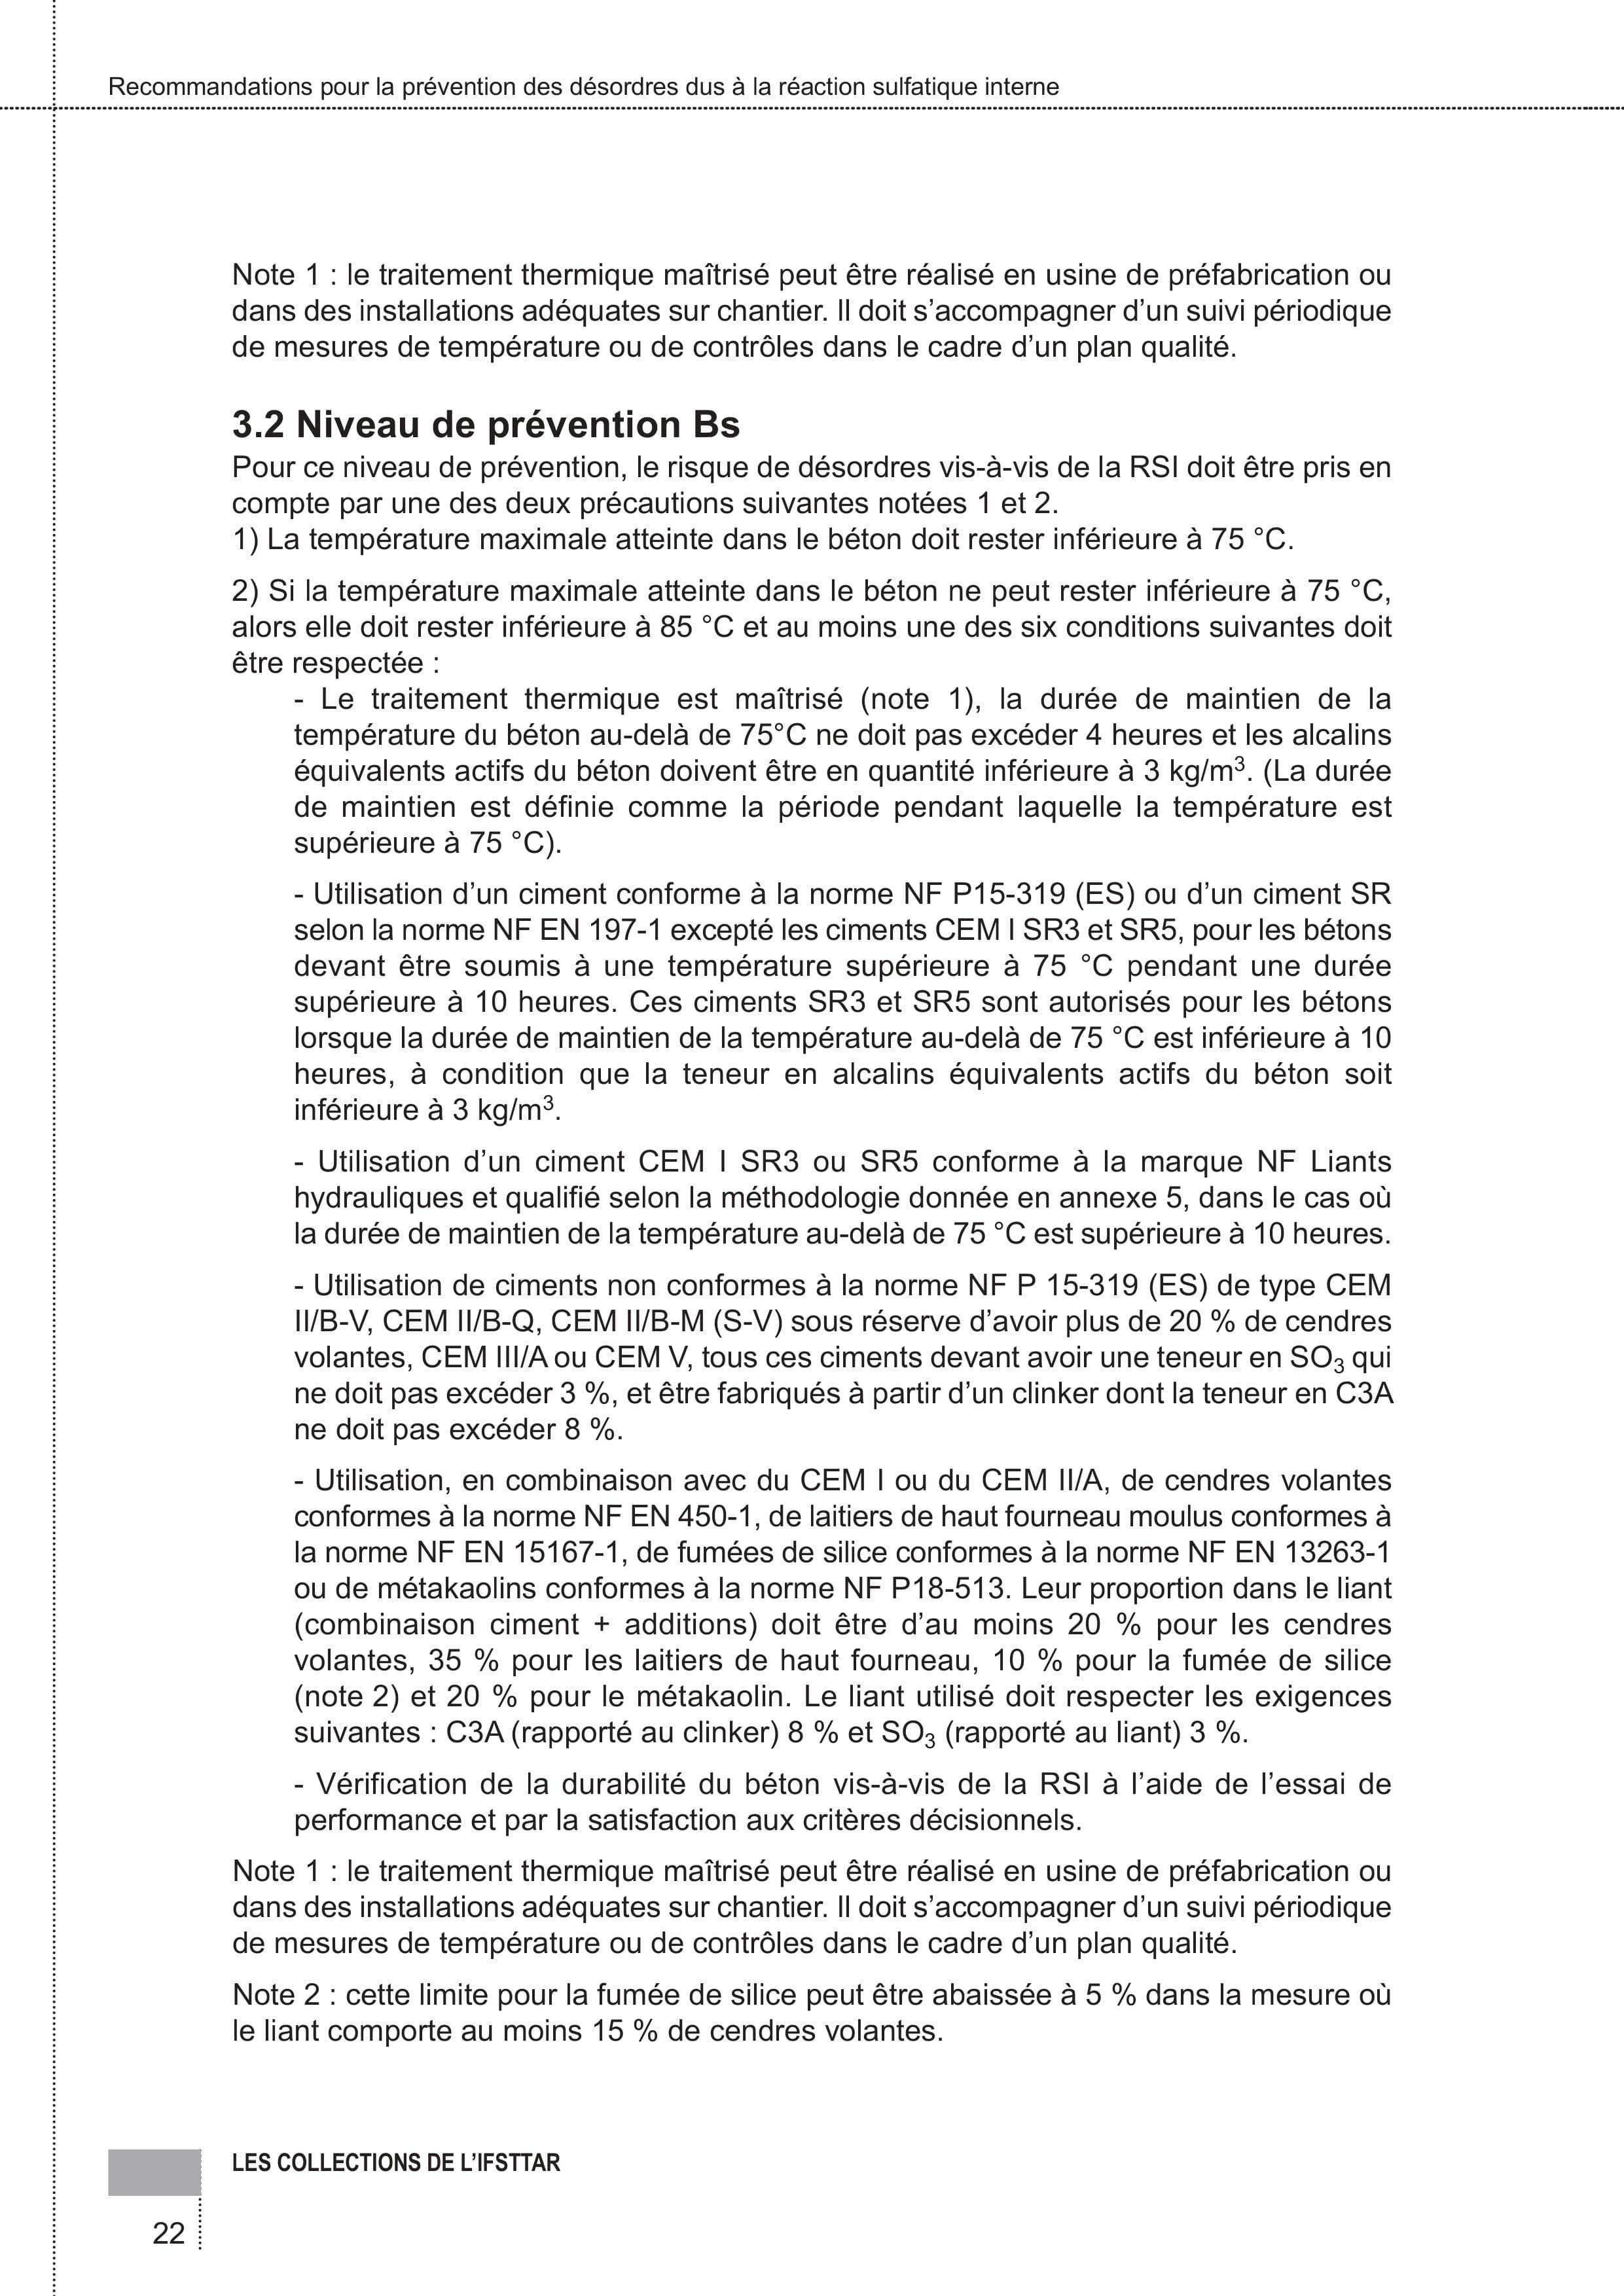 Recommandations pour la prévention des désordres dus à la réaction sulfatique interne
Note 1 : le traitement thermique maîtrisé peut être réalisé en usine de préfabrication ou
dans des installations adéquates sur chantier. Il doit s’accompagner d’un suivi périodique
de mesures de température ou de contrôles dans le cadre d’un plan qualité.
3.2 Niveau de prévention Bs
Pour ce niveau de prévention, le risque de désordres vis-à-vis de la RSI doit être pris en
compte par une des deux précautions suivantes notées 1 et 2.
1) La température maximale atteinte dans le béton doit rester inférieure à 75 °C.
2) Si la température maximale atteinte dans le béton ne peut rester inférieure à 75 °C,
alors elle doit rester inférieure à 85 °C et au moins une des six conditions suivantes doit
être respectée :
- Le traitement thermique est maîtrisé (note 1), la durée de maintien de la
température du béton au-delà de 75°C ne doit pas excéder 4 heures et les alcalins
équivalents actifs du béton doivent être en quantité inférieure à 3 kg/m³. (La durée
de maintien est définie comme la période pendant laquelle la température est
supérieure à 75 °C).
- Utilisation d’un ciment conforme à la norme NF P15-319 (ES) ou d’un ciment SR
selon la norme NF EN 197-1 excepté les ciments CEM I SR3 et SR5, pour les bétons
devant être soumis à une température supérieure à 75 °C pendant une durée
supérieure à 10 heures. Ces ciments SR3 et SR5 sont autorisés pour les bétons
lorsque la durée de maintien de la température au-delà de 75 °C est inférieure à 10
heures, à condition que la teneur en alcalins équivalents actifs du béton soit
inférieure à 3 kg/m³.
- Utilisation d’un ciment CEM I SR3 ou SR5 conforme à la marque NF Liants
hydrauliques et qualifié selon la méthodologie donnée en annexe 5, dans le cas où
la durée de maintien de la température au-delà de 75 °C est supérieure à 10 heures.
- Utilisation de ciments non conformes à la norme NF P 15-319 (ES) de type CEM
II/B-V, CEM II/B-Q, CEM II/B-M (S-V) sous réserve d’avoir plus de 20 % de cendres
volantes, CEM III/A ou CEM V, tous ces ciments devant avoir une teneur en SO₃ qui
ne doit pas excéder 3 %, et être fabriqués à partir d’un clinker dont la teneur en C3A
ne doit pas excéder 8 %.
- Utilisation, en combinaison avec du CEM I ou du CEM II/A, de cendres volantes
conformes à la norme NF EN 450-1, de laitiers de haut fourneau moulus conformes à
la norme NF EN 15167-1, de fumées de silice conformes à la norme NF EN 13263-1
ou de métakaolins conformes à la norme NF P18-513. Leur proportion dans le liant
(combinaison ciment + additions) doit être d’au moins 20 % pour les cendres
volantes, 35 % pour les laitiers de haut fourneau, 10 % pour la fumée de silice
(note 2) et 20 % pour le métakaolin. Le liant utilisé doit respecter les exigences
suivantes : C3A (rapporté au clinker) 8 % et SO₃ (rapporté au liant) 3 %.
- Vérification de la durabilité du béton vis-à-vis de la RSI à l’aide de l’essai de
performance et par la satisfaction aux critères décisionnels.
Note 1 : le traitement thermique maîtrisé peut être réalisé en usine de préfabrication ou
dans des installations adéquates sur chantier. Il doit s’accompagner d’un suivi périodique
de mesures de température ou de contrôles dans le cadre d’un plan qualité.
Note 2 : cette limite pour la fumée de silice peut être abaissée à 5 % dans la mesure où
le liant comporte au moins 15 % de cendres volantes.
LES COLLECTIONS DE L’IFSTTAR
22